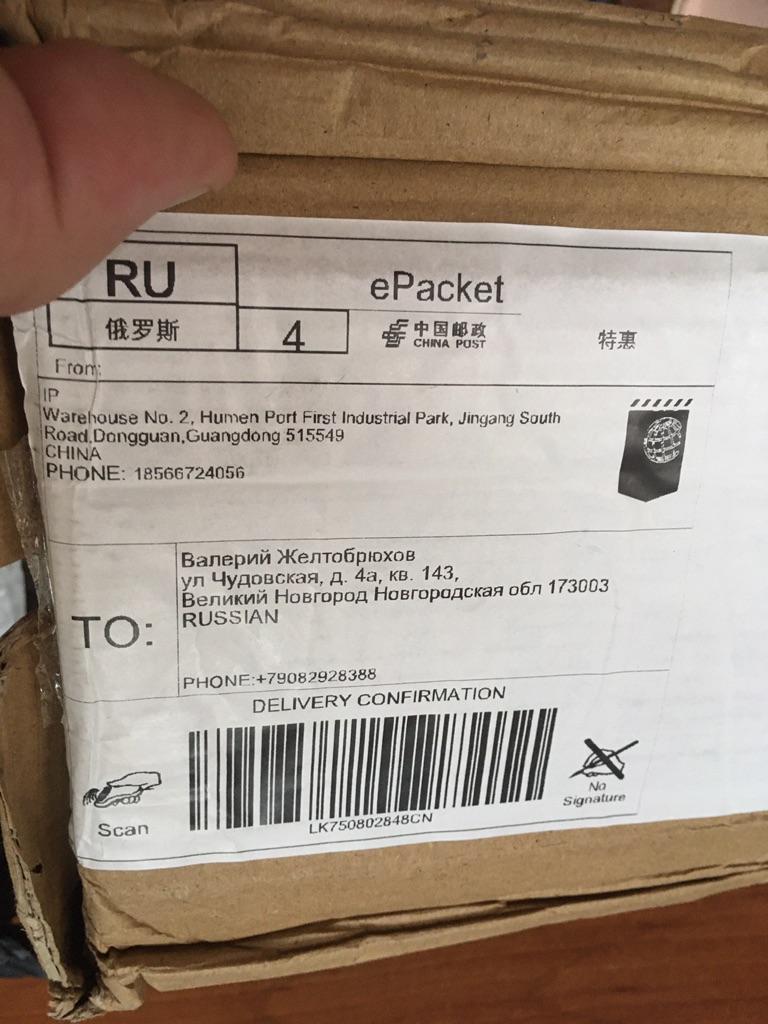 RU
ePacket
俄罗斯
4
中国邮政
CHINA POST
特惠
From:
IP
Warehouse No. 2, Humen Port First Industrial Park, Jingang South
Road,Dongguan,Guangdong 515549
CHINA
PHONE: 18566724056
TO:
Валерий Желтобрюхов
ул Чудовская, д. 4а, кв. 143,
Великий Новгород Новгородская обл 173003
RUSSIAN
PHONE:+79082928388
DELIVERY CONFIRMATION
Scan
LK750802848CN
No
Signature